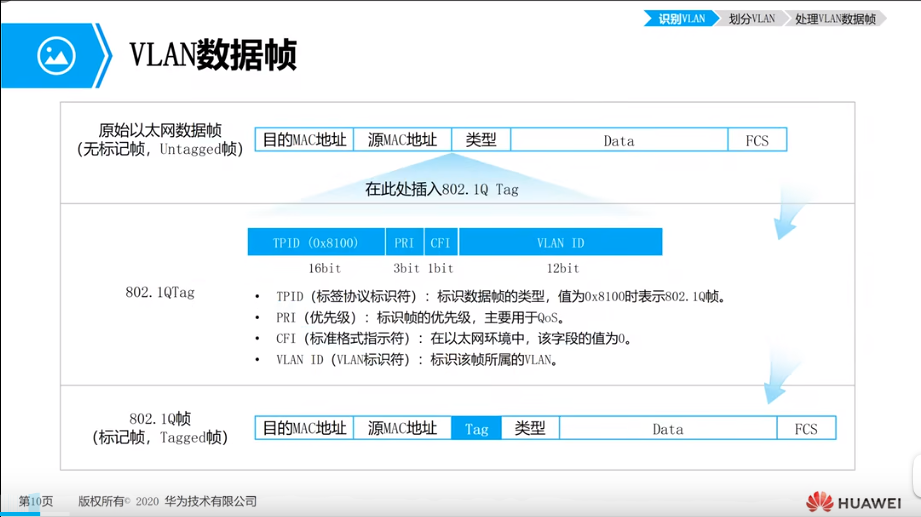 识别VLAN 划分VLAN 处理VLAN数据帧
VLAN数据帧
原始以太网数据帧
(无标记帧，Untagged帧)
目的MAC地址 源MAC地址 类型 Data FCS
在此处插入802.1Q Tag
TPID (0x8100) PRI CFI VLAN ID
16bit 3bit 1bit 12bit
802.1QTag
• TPID（标签协议标识符）：标识数据帧的类型，值为0x8100时表示802.1Q帧。
• PRI（优先级）：标识帧的优先级，主要用于QoS。
• CFI（标准格式指示符）：在以太网环境中，该字段的值为0。
• VLAN ID（VLAN标识符）：标识该帧所属的VLAN。
802.1Q帧
(标记帧，Tagged帧)
目的MAC地址 源MAC地址 Tag 类型 Data FCS
第10页 版权所有© 2020 华为技术有限公司
HUAWEI